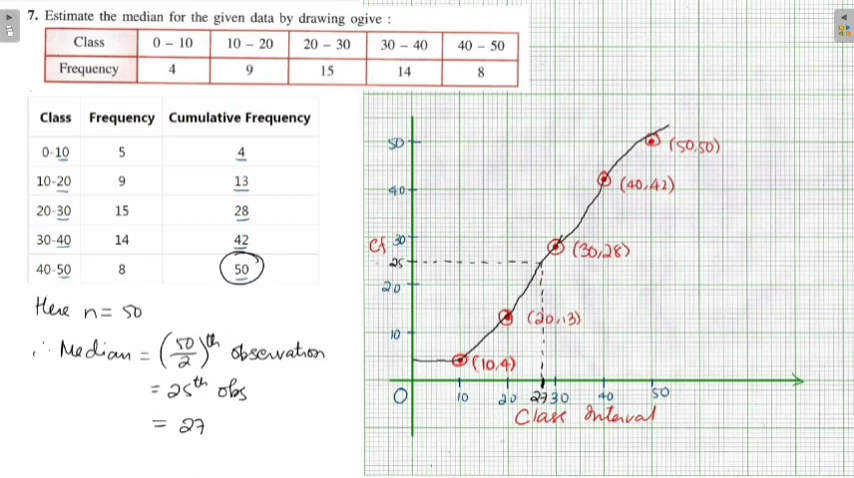 7. Estimate the median for the given data by drawing ogive :
Class 0 – 10 10 – 20 20 – 30 30 – 40 40 – 50
Frequency 4 9 15 14 8
Class Frequency Cumulative Frequency
0-10 5 4
10-20 9 13
20-30 15 28
30-40 14 42
40-50 8 50
Here n = 50
∴ Median = (50/2)th observation
= 25th obs
= 27
50
40
30
25
20
10
Cf
(50,50)
(40,42)
(30,28)
(20,13)
(10,4)
0 10 20 27 30 40 50
Class Interval